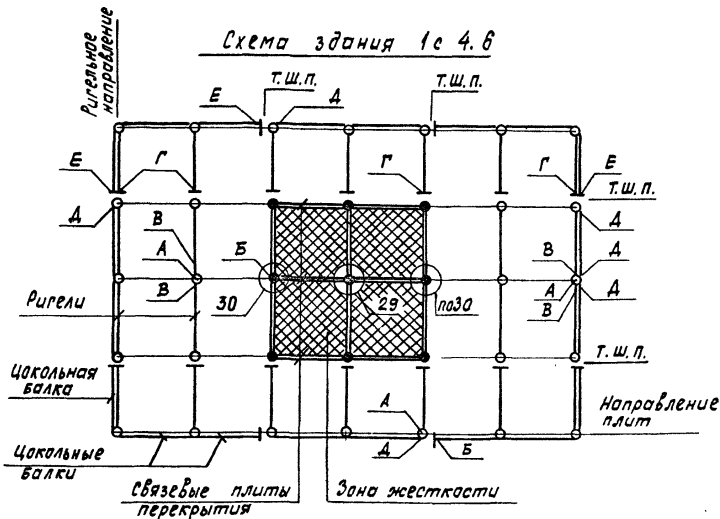 Схема здания 1с 4.6
Ригельное
направление
т.ш.п.
т.ш.п.
Е
Д
Д
Е
Г
Г
Г
Е
т.ш.п.
Д
Д
В
А
В
Б
30
29
по30
В
Д
А
Д
В
Ригели
т.ш.п.
Цокольная
балка
А
Д
Б
Направление
плит
Цокольные
балки
Связевые плиты
перекрытия
Зона жесткости